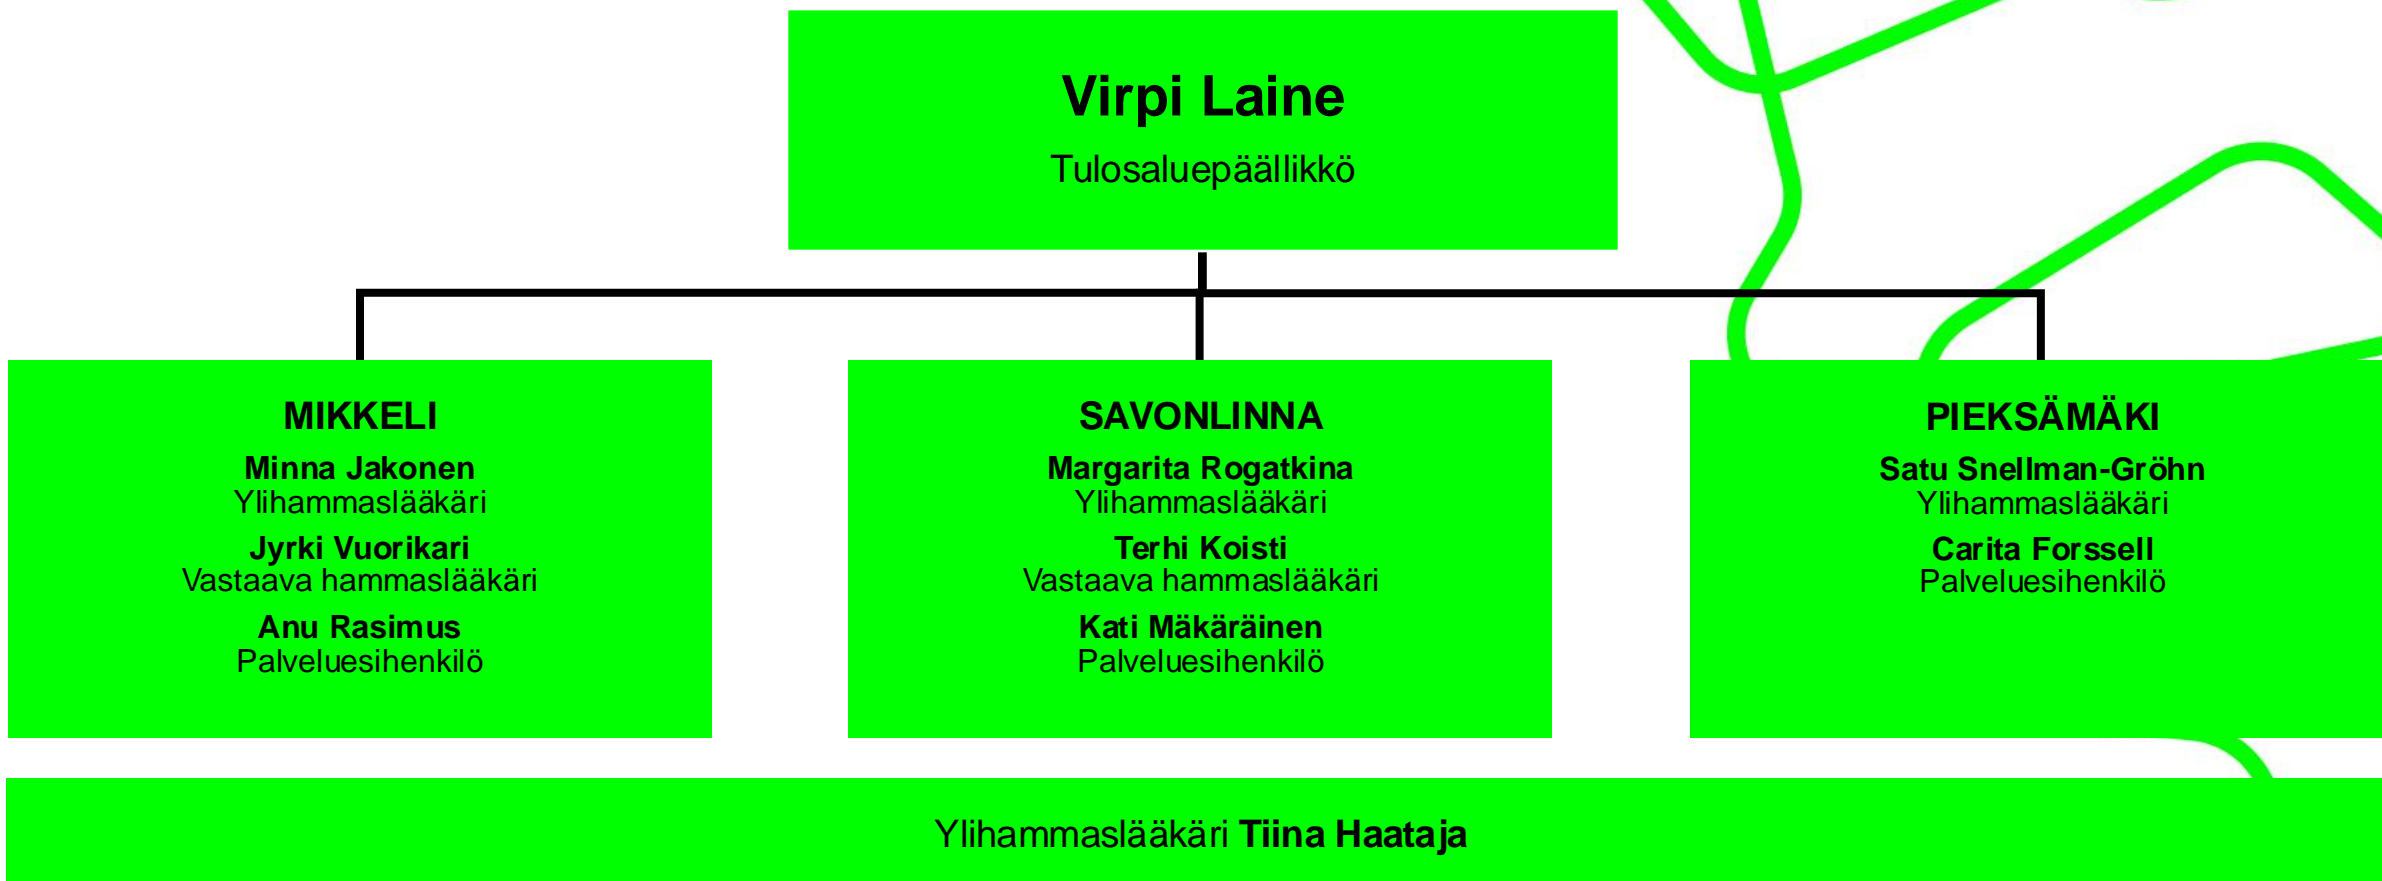 Virpi Laine
Tulosaluepäällikkö
MIKKELI
Minna Jakonen
Ylihammaslääkäri
Jyrki Vuorikari
Vastaava hammaslääkäri
Anu Rasimus
Palveluesihenkilö
SAVONLINNA
Margarita Rogatkina
Ylihammaslääkäri
Terhi Koisti
Vastaava hammaslääkäri
Kati Mäkäräinen
Palveluesihenkilö
PIEKSÄMÄKI
Satu Snellman-Gröhn
Ylihammaslääkäri
Carita Forssell
Palveluesihenkilö
Ylihammaslääkäri Tiina Haataja